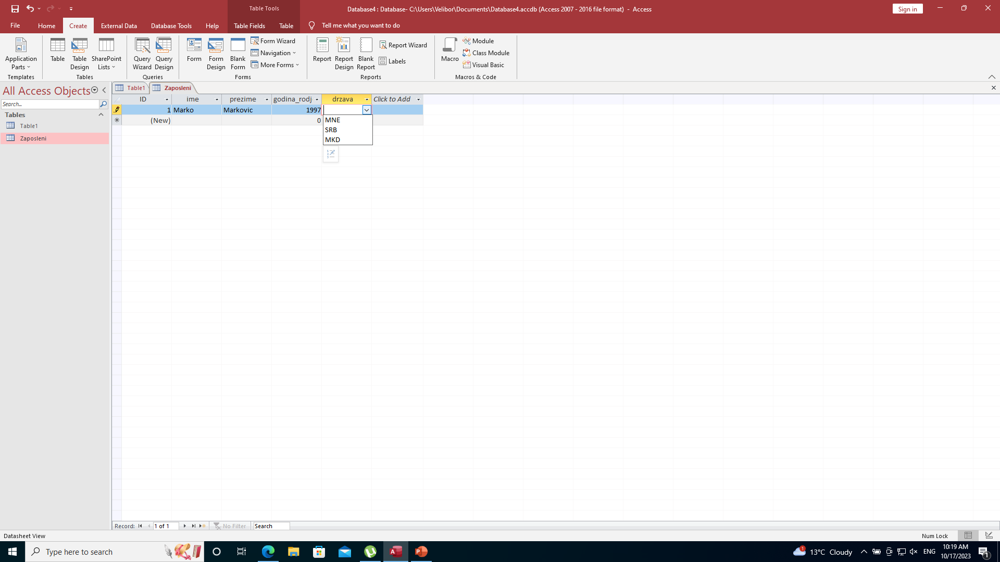 Table Tools
Database4 : Database- C:\Users\Velibor\Documents\Database4.accdb (Access 2007 - 2016 file format) - Access
Sign in
File Home Create External Data Database Tools Help Table Fields Table Tell me what you want to do
Application Parts
Templates
Table
Table Design
SharePoint Lists
Tables
Query Wizard
Query Design
Queries
Form
Form Design
Blank Form
Form Wizard
Navigation
More Forms
Forms
Report
Report Design
Blank Report
Report Wizard
Labels
Reports
Macro
Module
Class Module
Visual Basic
Macros & Code
All Access Objects
Search...
Tables
Table1
Zaposleni
Table1 Zaposleni
ID ime prezime godina_rodj drzava Click to Add
1 Marko Markovic 1997
(New) 0
MNE
SRB
MKD
Record: 1 of 1 No Filter Search
Datasheet View
Num Lock
Type here to search
13°C Cloudy
ENG
10:19 AM
10/17/2023